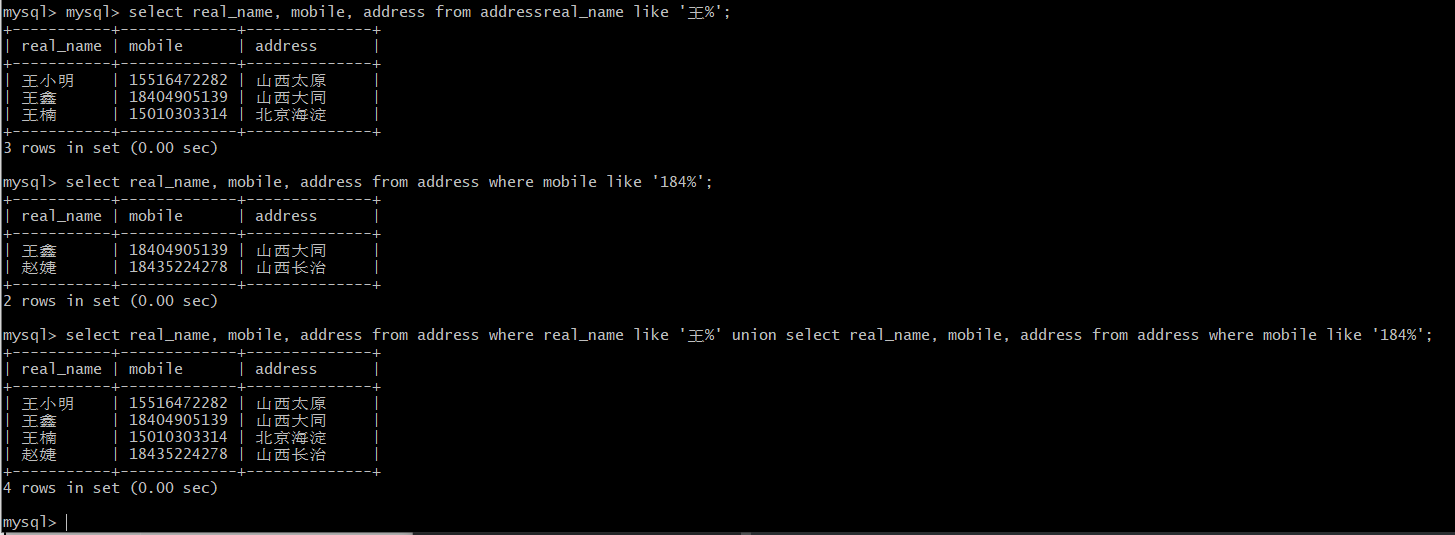 mysql> mysql> select real_name, mobile, address from addressreal_name like '王%';
+-----------+-------------+--------------+
| real_name | mobile      | address      |
+-----------+-------------+--------------+
| 王小明    | 15516472282 | 山西太原     |
| 王鑫      | 18404905139 | 山西大同     |
| 王楠      | 15010303314 | 北京海淀     |
+-----------+-------------+--------------+
3 rows in set (0.00 sec)
mysql> select real_name, mobile, address from address where mobile like '184%';
+-----------+-------------+--------------+
| real_name | mobile      | address      |
+-----------+-------------+--------------+
| 王鑫      | 18404905139 | 山西大同     |
| 赵婕      | 18435224278 | 山西长治     |
+-----------+-------------+--------------+
2 rows in set (0.00 sec)
mysql> select real_name, mobile, address from address where real_name like '王%' union select real_name, mobile, address from address where mobile like '184%';
+-----------+-------------+--------------+
| real_name | mobile      | address      |
+-----------+-------------+--------------+
| 王小明    | 15516472282 | 山西太原     |
| 王鑫      | 18404905139 | 山西大同     |
| 王楠      | 15010303314 | 北京海淀     |
| 赵婕      | 18435224278 | 山西长治     |
+-----------+-------------+--------------+
4 rows in set (0.00 sec)
mysql>